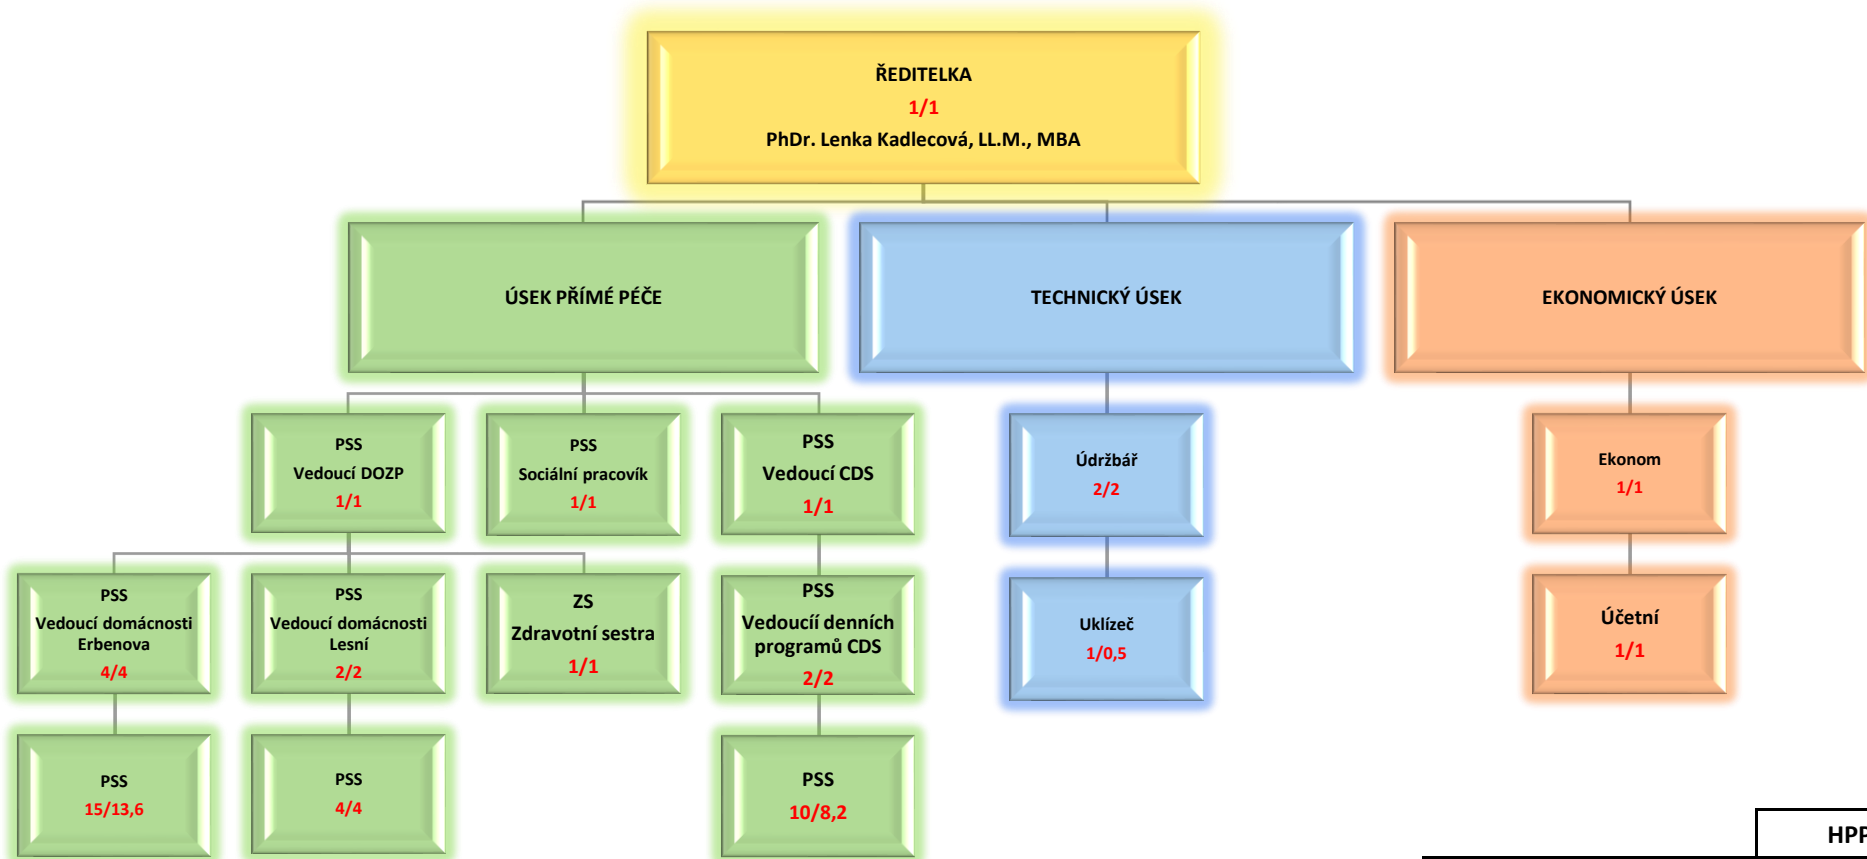 ŘEDITELKA
1/1
PhDr. Lenka Kadlecová, LL.M., MBA
ÚSEK PŘÍMÉ PÉČE
TECHNICKÝ ÚSEK
EKONOMICKÝ ÚSEK
PSS
Vedoucí DOZP
1/1
PSS
Sociální pracovík
1/1
PSS
Vedoucí CDS
1/1
Údržbář
2/2
Ekonom
1/1
PSS
Vedoucí domácnosti
Erbenova
4/4
PSS
Vedoucí domácnosti
Lesní
2/2
ZS
Zdravotní sestra
1/1
PSS
Vedoucíí denních
programů CDS
2/2
Uklízeč
1/0,5
Účetní
1/1
PSS
15/13,6
PSS
4/4
PSS
10/8,2
HPP